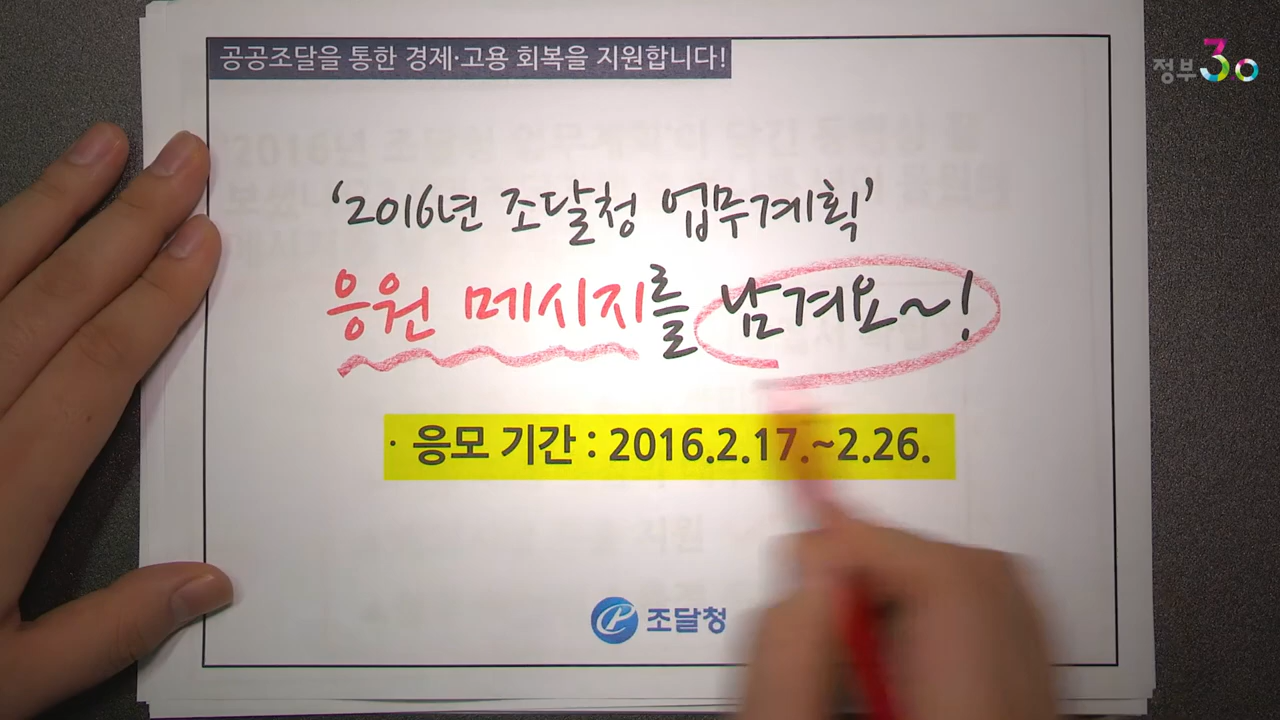 공공조달을 통한 경제·고용 회복을 지원합니다!
정부3.0
'2016년 조달청 업무계획'
응원 메시지를 남겨요~!
· 응모 기간 : 2016.2.17.~2.26.
조달청